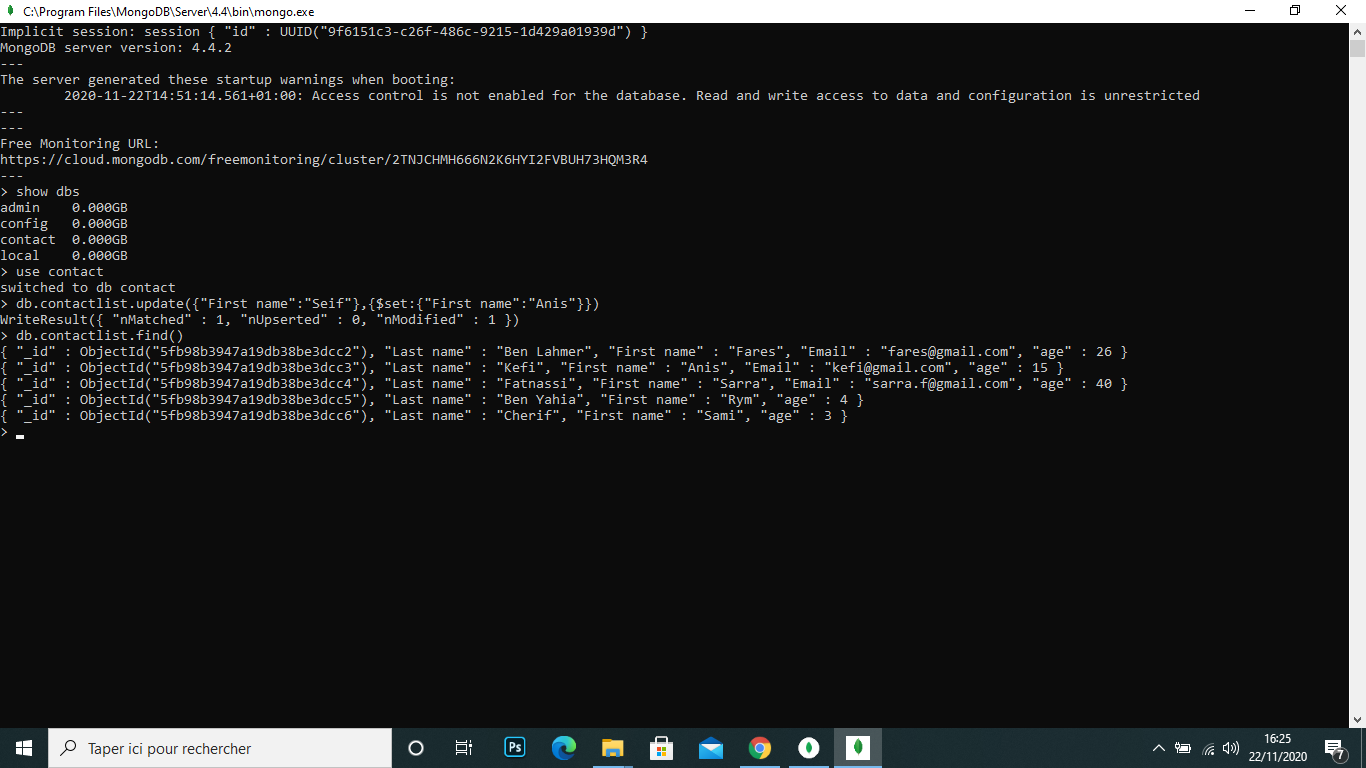 C:\Program Files\MongoDB\Server\4.4\bin\mongo.exe
Implicit session: session { "id" : UUID("9f6151c3-c26f-486c-9215-1d429a01939d") }
MongoDB server version: 4.4.2
---
The server generated these startup warnings when booting:
        2020-11-22T14:51:14.561+01:00: Access control is not enabled for the database. Read and write access to data and configuration is unrestricted
---
---
Free Monitoring URL:
https://cloud.mongodb.com/freemonitoring/cluster/2TNJCHMH666N2K6HYI2FVBUH73HQM3R4
---
> show dbs
admin    0.000GB
config   0.000GB
contact  0.000GB
local    0.000GB
> use contact
switched to db contact
> db.contactlist.update({"First name":"Seif"},{$set:{"First name":"Anis"}})
WriteResult({ "nMatched" : 1, "nUpserted" : 0, "nModified" : 1 })
> db.contactlist.find()
{ "_id" : ObjectId("5fb98b3947a19db38be3dcc2"), "Last name" : "Ben Lahmer", "First name" : "Fares", "Email" : "fares@gmail.com", "age" : 26 }
{ "_id" : ObjectId("5fb98b3947a19db38be3dcc3"), "Last name" : "Kefi", "First name" : "Anis", "Email" : "kefi@gmail.com", "age" : 15 }
{ "_id" : ObjectId("5fb98b3947a19db38be3dcc4"), "Last name" : "Fatnassi", "First name" : "Sarra", "Email" : "sarra.f@gmail.com", "age" : 40 }
{ "_id" : ObjectId("5fb98b3947a19db38be3dcc5"), "Last name" : "Ben Yahia", "First name" : "Rym", "age" : 4 }
{ "_id" : ObjectId("5fb98b3947a19db38be3dcc6"), "Last name" : "Cherif", "First name" : "Sami", "age" : 3 }
>
Taper ici pour rechercher
Ps
16:25
22/11/2020
7